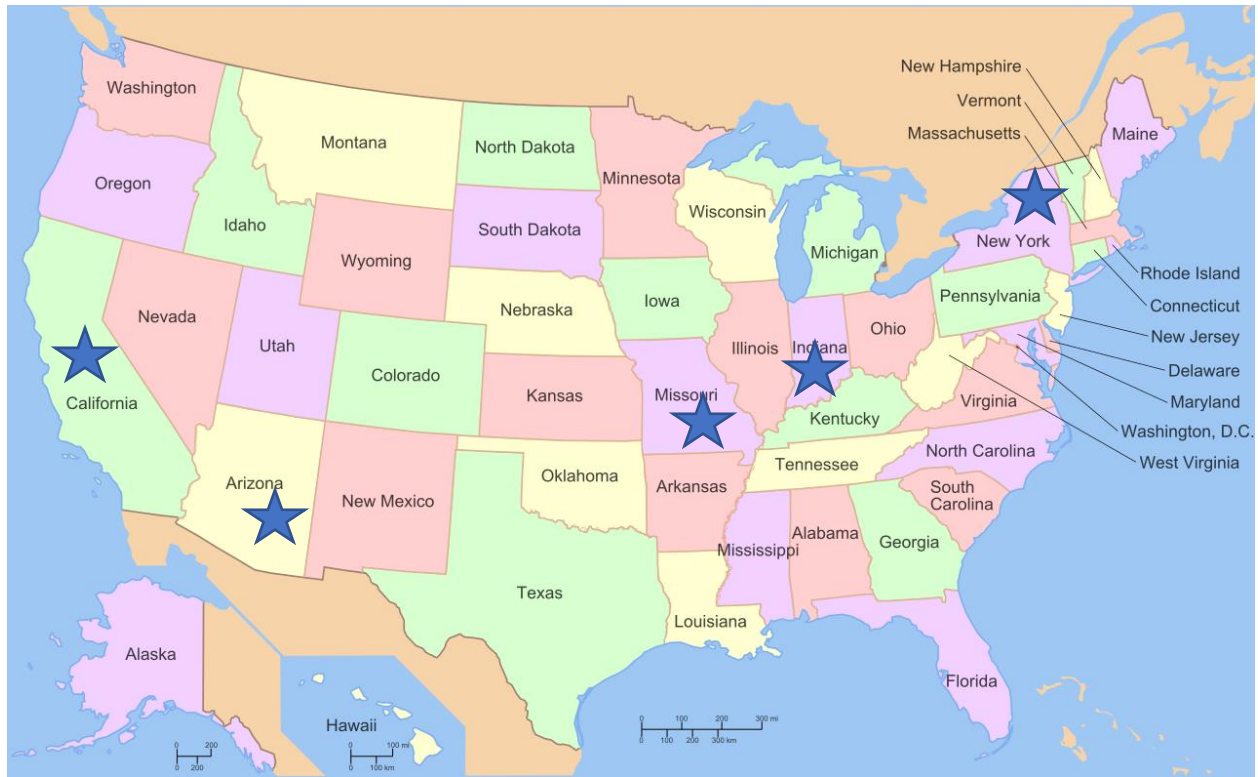 New Hampshire
Vermont
Massachusetts
Washington
Montana
North Dakota
Minnesota
Maine
Oregon
Idaho
Wisconsin
South Dakota
Michigan
New York
Wyoming
Rhode Island
Nebraska
Iowa
Pennsylvania
Connecticut
Nevada
Ohio
New Jersey
Utah
Illinois
Indiana
Colorado
Delaware
Kansas
Missouri
California
Virginia
Maryland
Kentucky
Washington, D.C.
North Carolina
West Virginia
Tennessee
Oklahoma
Arizona
Arkansas
South
Carolina
New Mexico
Alabama
Georgia
Mississippi
Texas
Louisiana
Alaska
Florida
Hawaii
0 100 200 300 mi
0 100 200 300 km
0 200
0 200
0 100 mi
0 100 km